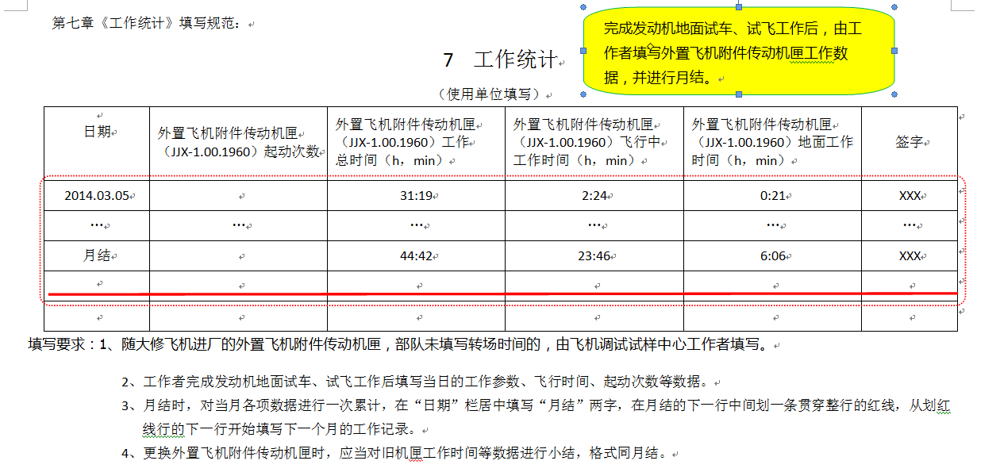 第七章《工作统计》填写规范：
完成发动机地面试车、试飞工作后，由工
作者填写外置飞机附件传动机匣工作数
据，并进行月结。
7 工作统计
（使用单位填写）
日期
外置飞机附件传动机匣
（JJX-1.00.1960）起动次数
外置飞机附件传动机匣
（JJX-1.00.1960）工作
总时间（h，min）
外置飞机附件传动机匣
（JJX-1.00.1960）飞行中
工作时间（h，min）
外置飞机附件传动机匣
（JJX-1.00.1960）地面工作
时间（h，min）
签字
2014.03.05 31:19 2:24 0:21 XXX
… … … … … …
月结 44:42 23:46 6:06 XXX
填写要求：1、随大修飞机进厂的外置飞机附件传动机匣，部队未填写转场时间的，由飞机调试试样中心工作者填写。
2、工作者完成发动机地面试车、试飞工作后填写当日的工作参数、飞行时间、起动次数等数据。
3、月结时，对当月各项数据进行一次累计，在“日期”栏居中填写“月结”两字，在月结的下一行中间划一条贯穿整行的红线，从划红
线行的下一行开始填写下一个月的工作记录。
4、更换外置飞机附件传动机匣时，应当对旧机匣工作时间等数据进行小结，格式同月结。